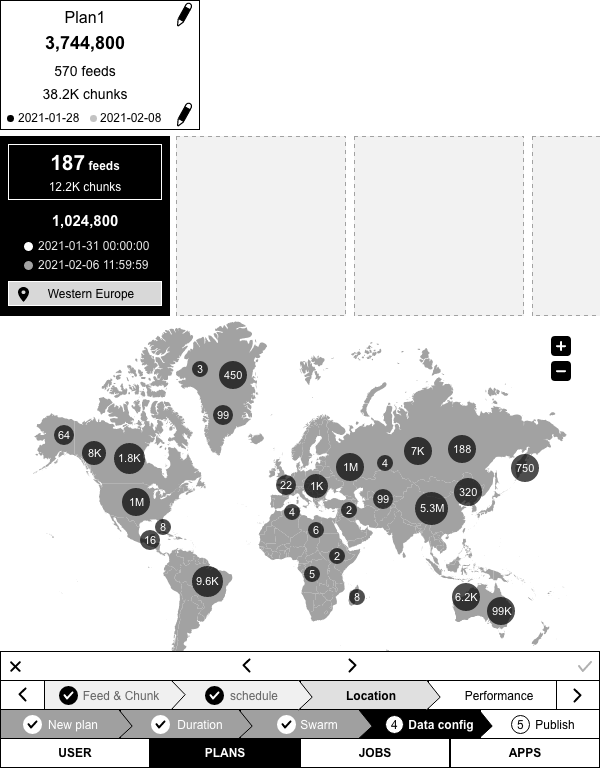 Plan1
3,744,800
570 feeds
38.2K chunks
2021-01-28 2021-02-08
187 feeds
12.2K chunks
1,024,800
2021-01-31 00:00:00
2021-02-06 11:59:59
Western Europe
3
450
99
64
8K
1.8K
1M
8
16
9.6K
22
1K
1M
4
7K
188
750
99
320
5.3M
4
2
6
2
5
8
6.2K
99K
Feed & Chunk schedule Location Performance
New plan Duration Swarm 4 Data config 5 Publish
USER PLANS JOBS APPS